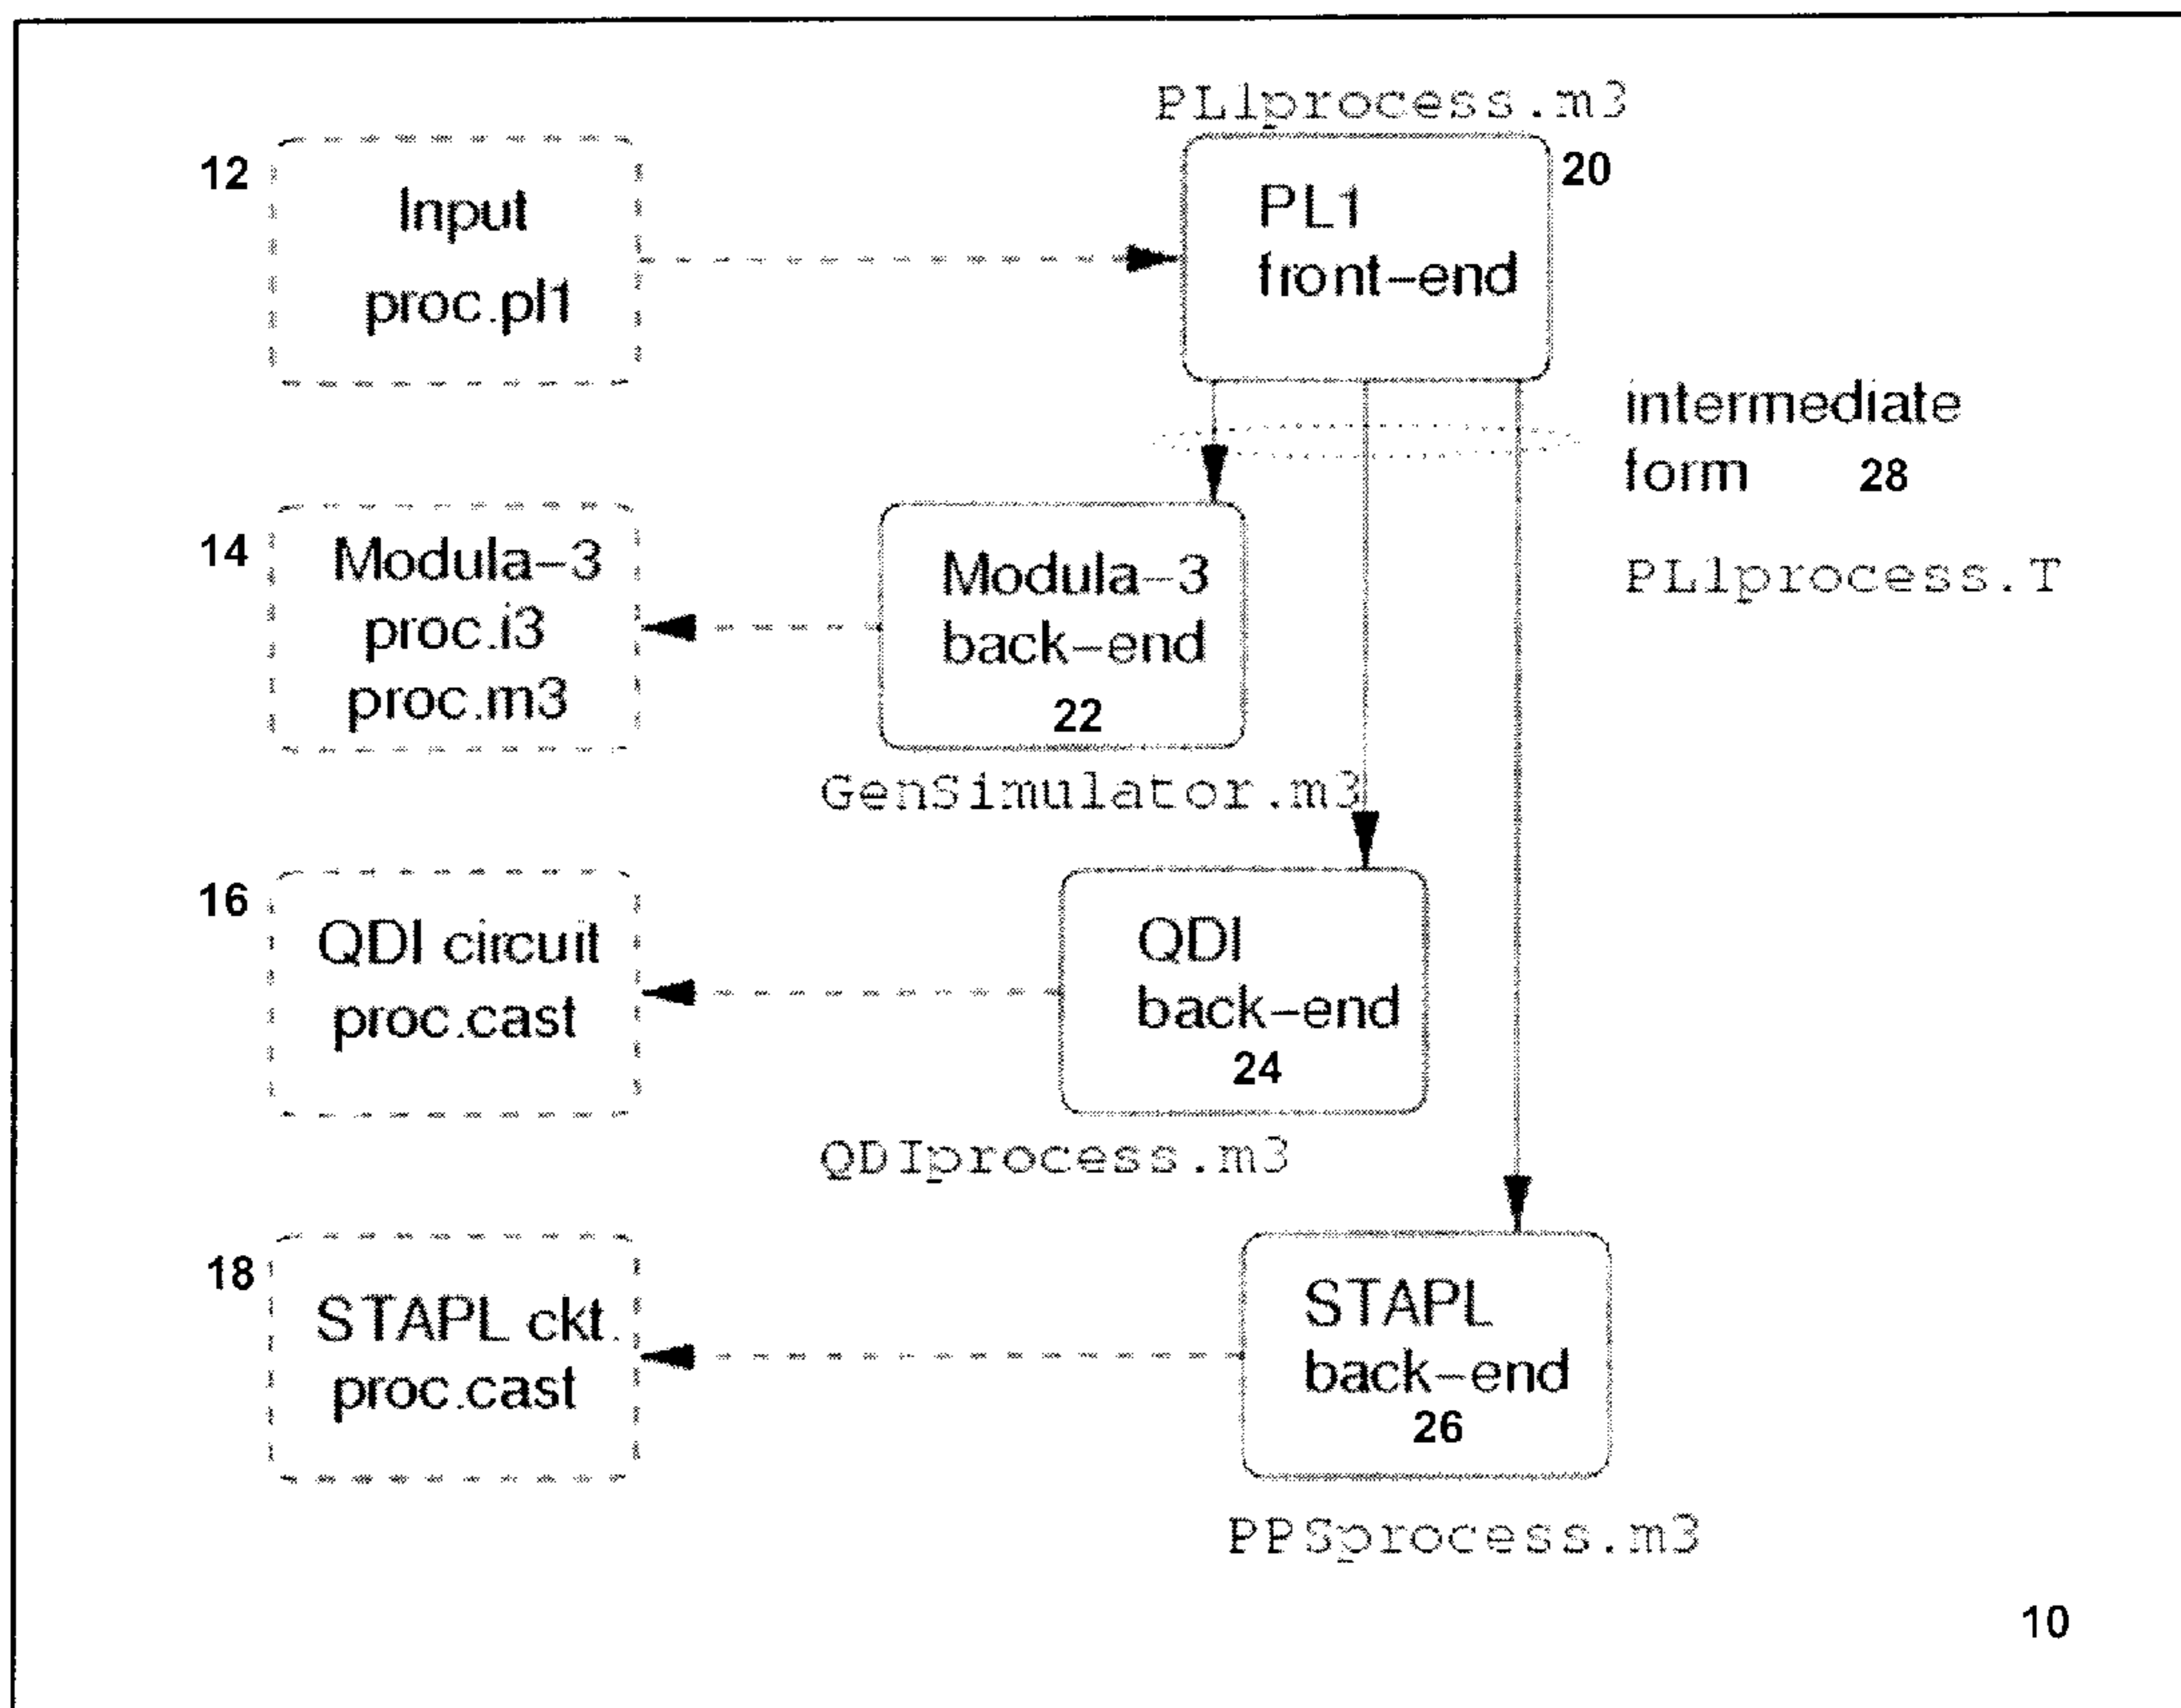 PL1process.m3
12
Input
proc.pl1
20
PL1
front-end
intermediate
form 28
PL1process.T
14
Modula-3
proc.i3
proc.m3
Modula-3
back-end
22
GenSimulator.m3
16
QDI circuit
proc.cast
QDI
back-end
24
QDIprocess.m3
18
STAPL ckt.
proc.cast
STAPL
back-end
26
PPSprocess.m3
10